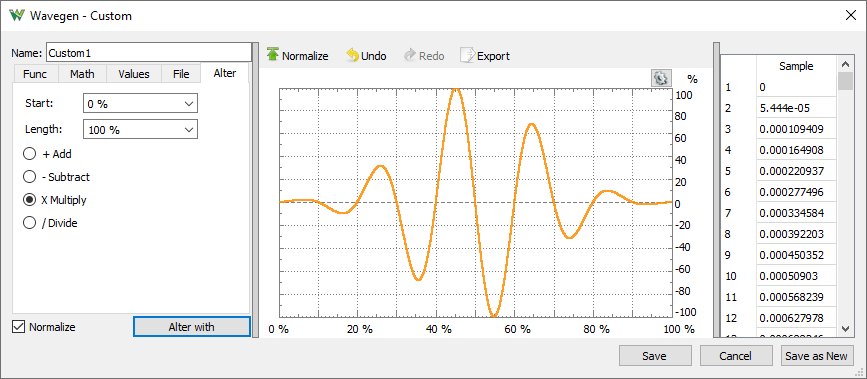 Wavegen - Custom
Name: Custom1
Func Math Values File Alter
Start: 0 %
Length: 100 %
+ Add
- Subtract
X Multiply
/ Divide
Normalize
Alter with
Normalize Undo Redo Export
%
100
80
60
40
20
0
-20
-40
-60
-80
-100
0 % 20 % 40 % 60 % 80 % 100 %
Sample
1 0
2 5.444e-05
3 0.000109409
4 0.000164908
5 0.000220937
6 0.000277496
7 0.000334584
8 0.000392203
9 0.000450352
10 0.00050903
11 0.000568239
12 0.000627978
Save Cancel Save as New